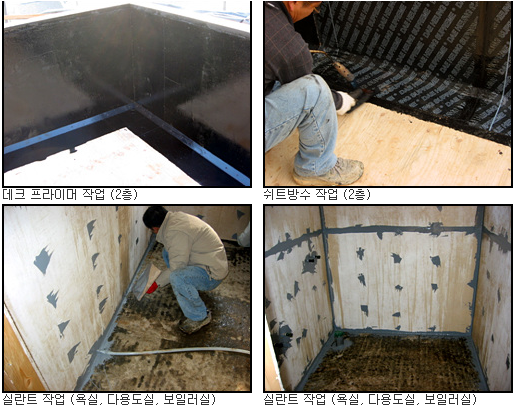 데크 프라이머 작업 (2층)
쉬트방수 작업 (2층)
실란트 작업 (욕실, 다용도실, 보일러실)
실란트 작업 (욕실, 다용도실, 보일러실)